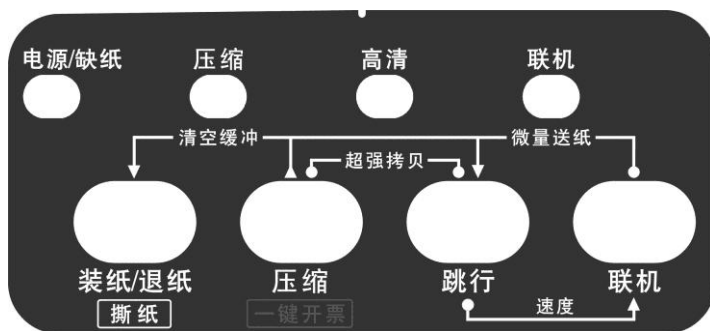 电源/缺纸 压缩 高清 联机
清空缓冲 微量送纸
超强拷贝
装纸/退纸 压缩 跳行 联机
撕纸 一键开票 速度